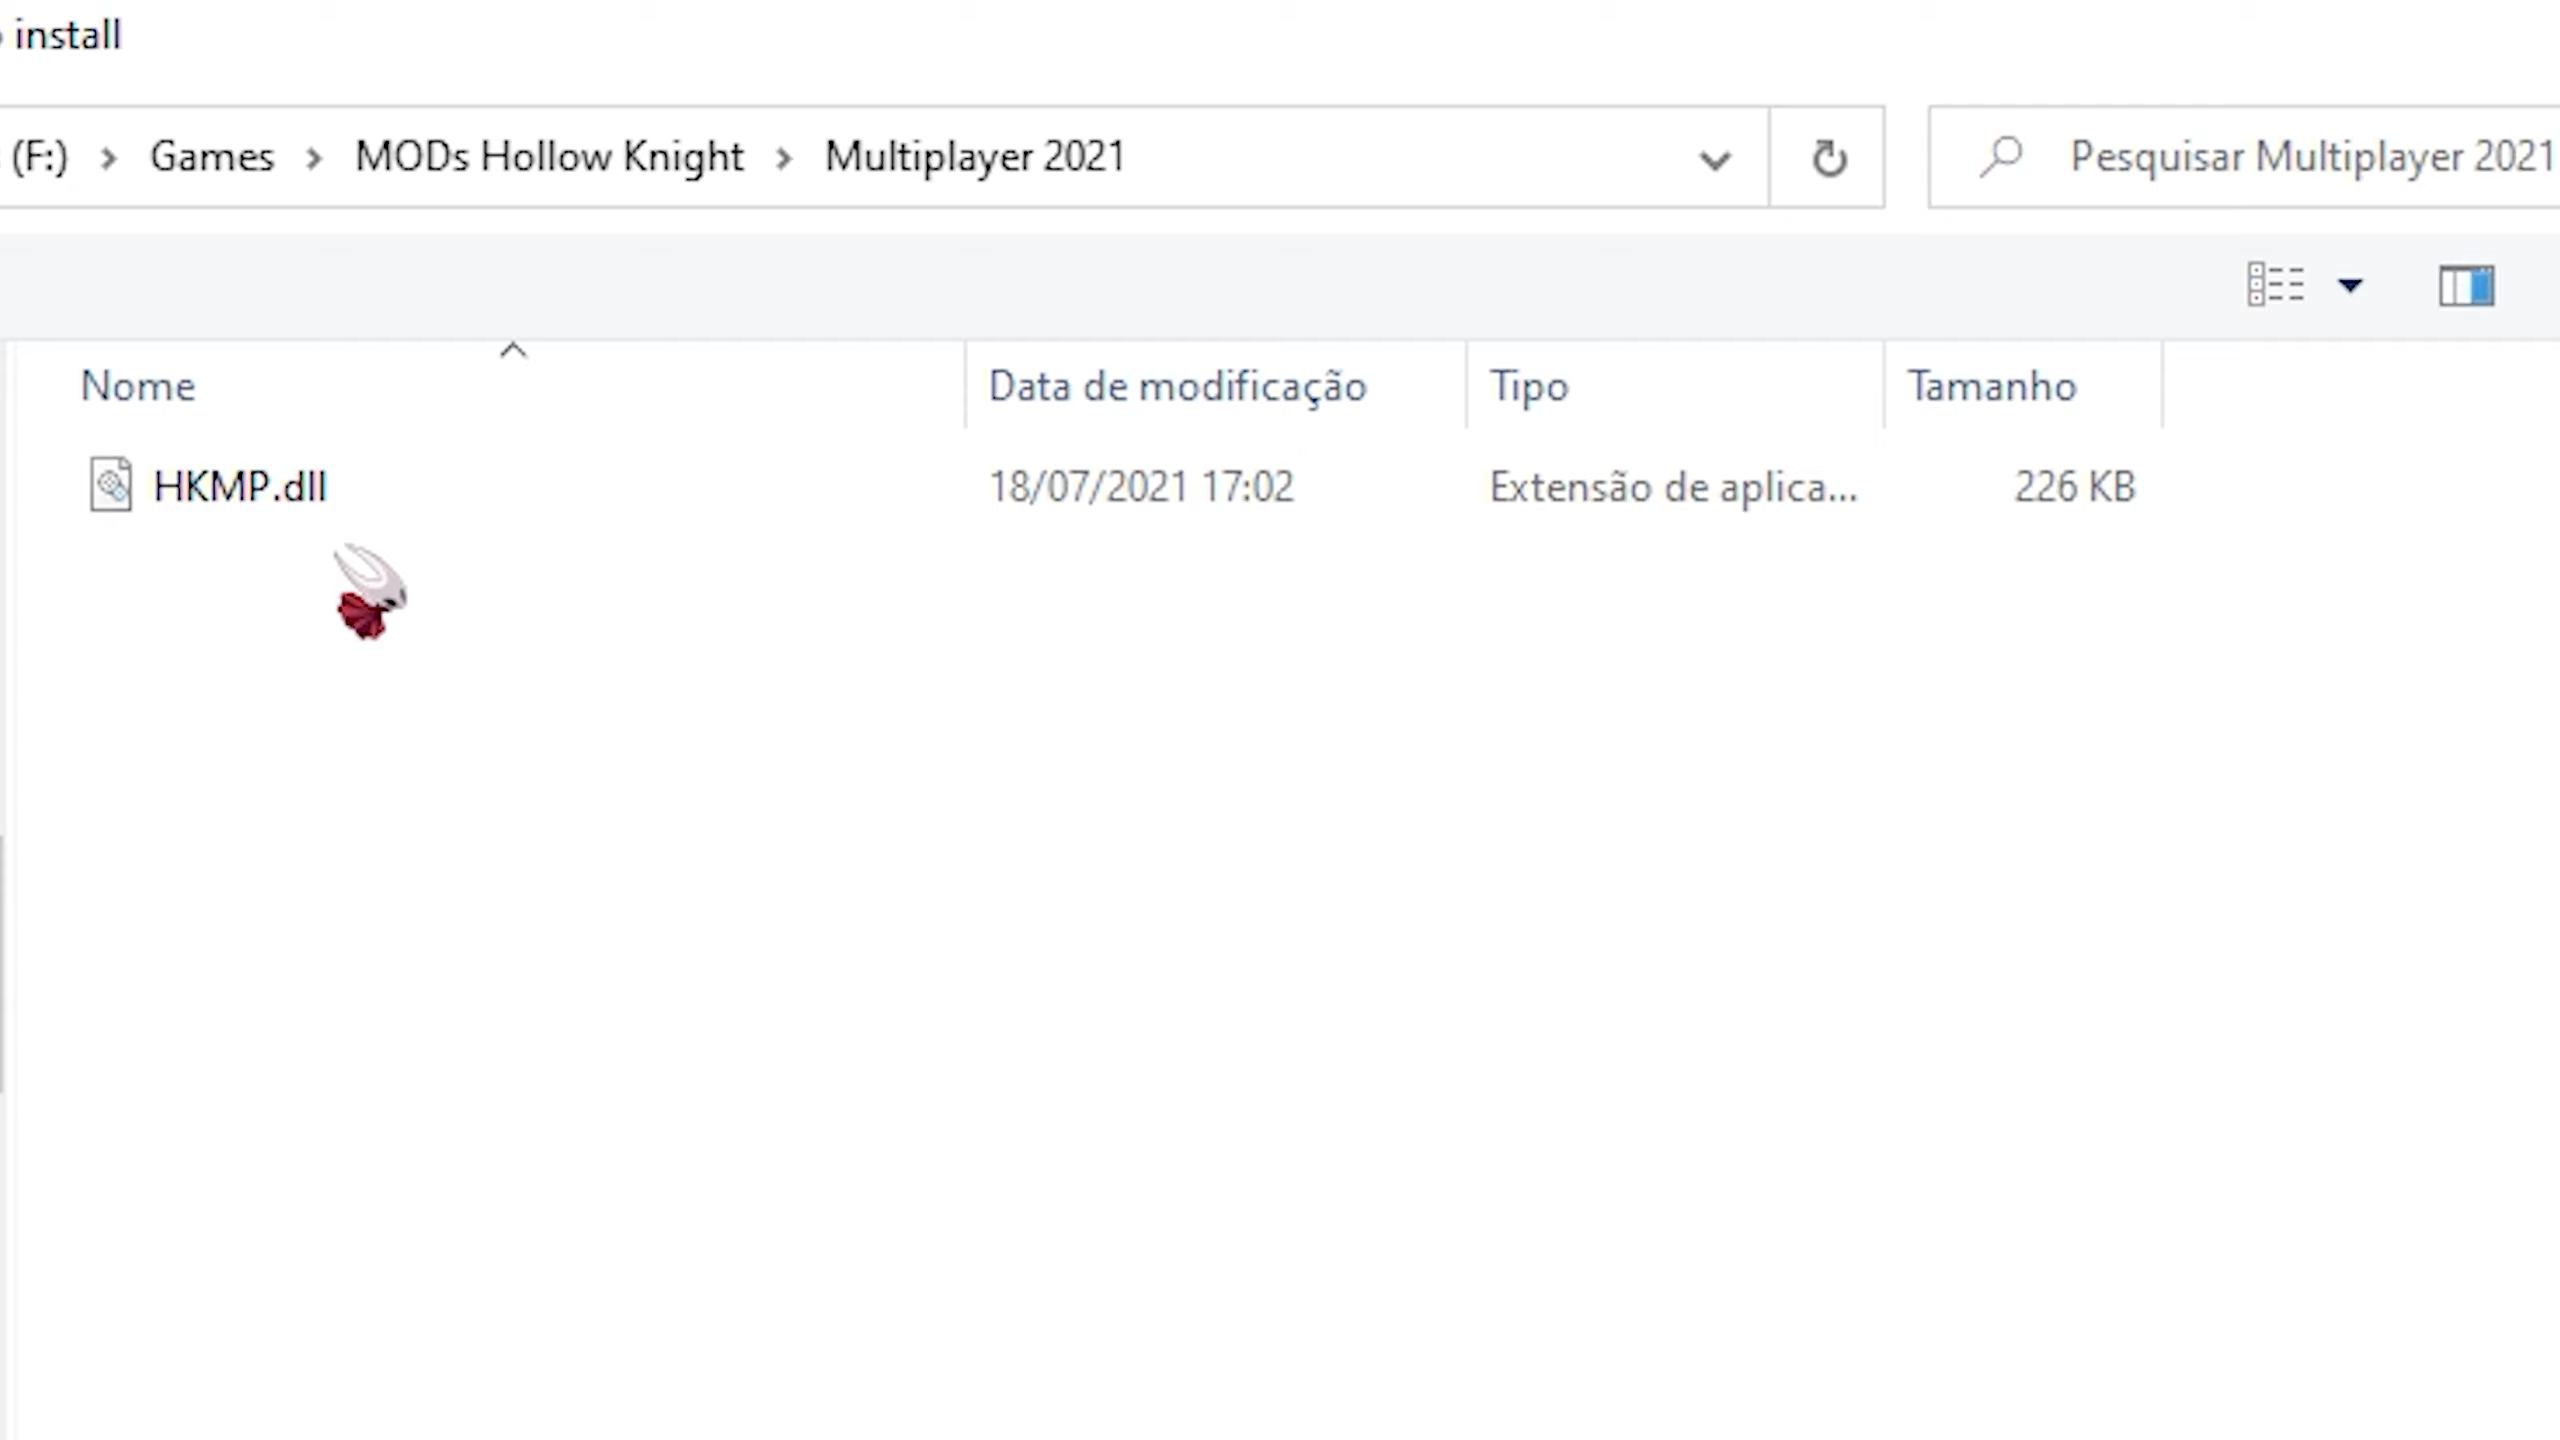 install
(F:) › Games › MODs Hollow Knight › Multiplayer 2021
Pesquisar Multiplayer 2021
Nome Data de modificação Tipo Tamanho
HKMP.dll 18/07/2021 17:02 Extensão de aplica... 226 KB